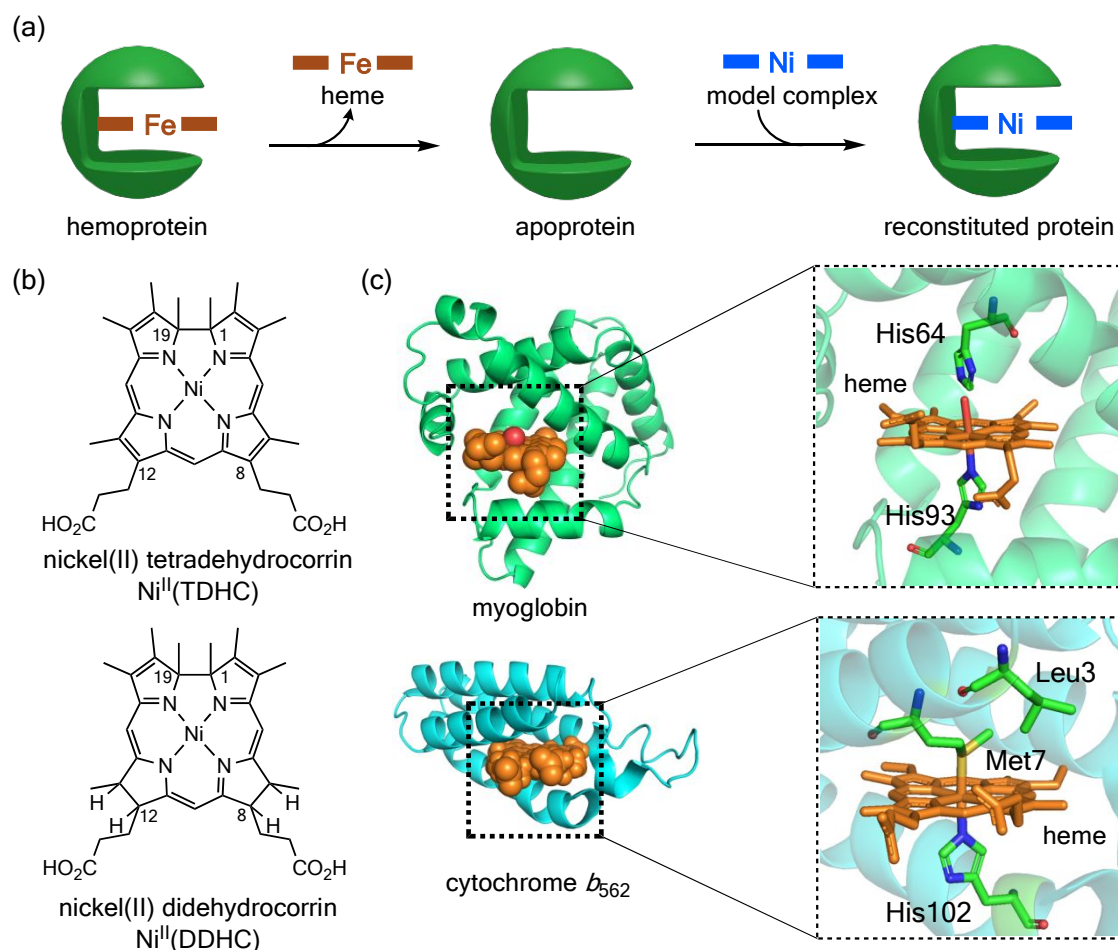 (a)
Fe
heme
Ni
model complex
Fe
Ni
hemoprotein
apoprotein
reconstituted protein
(b)
19
1
N
N
Ni
N
N
12
8
HO₂C
CO₂H
nickel(II) tetradehydrocorrin
Niᴵᴵ(TDHC)
19
1
N
N
Ni
N
N
H
H
12
8
H
H
HO₂C
CO₂H
nickel(II) didehydrocorrin
Niᴵᴵ(DDHC)
(c)
myoglobin
His64
heme
His93
cytochrome b₅₆₂
Leu3
Met7
heme
His102